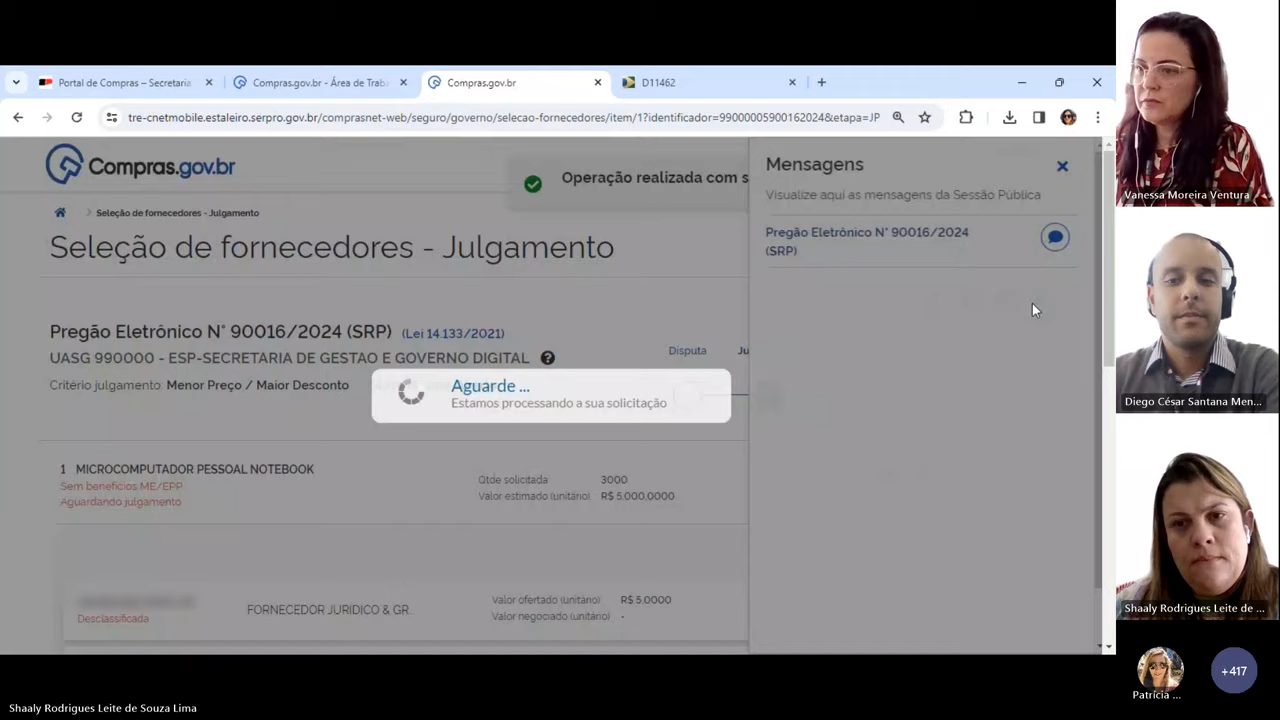 Portal de Compras – Secretaria
Compras.gov.br - Área de Traba
Compras.gov.br
D11462
tre-cnetmobile.estaleiro.serpro.gov.br/comprasnet-web/seguro/governo/selecao-fornecedores/item/1?identificador=99000005900162024&etapa=JP
Compras.gov.br
Operação realizada com s
Mensagens
Visualize aqui as mensagens da Sessão Pública
Pregão Eletrônico N° 90016/2024
(SRP)
Seleção de fornecedores - Julgamento
Seleção de fornecedores - Julgamento
Pregão Eletrônico N° 90016/2024 (SRP) (Lei 14.133/2021)
UASG 990000 - ESP-SECRETARIA DE GESTAO E GOVERNO DIGITAL
Critério julgamento: Menor Preço / Maior Desconto
Disputa Ju
Aguarde ...
Estamos processando a sua solicitação
1 MICROCOMPUTADOR PESSOAL NOTEBOOK
Sem benefícios ME/EPP
Aguardando julgamento
Qtde solicitada 3000
Valor estimado (unitário) R$ 5.000,0000
FORNECEDOR JURÍDICO & GR...
Desclassificada
Valor ofertado (unitário) R$ 5,0000
Valor negociado (unitário) -
Vanessa Moreira Ventura
Diego César Santana Men...
Shaaly Rodrigues Leite de ...
Patrícia ...
+417
Shaaly Rodrigues Leite de Souza Lima